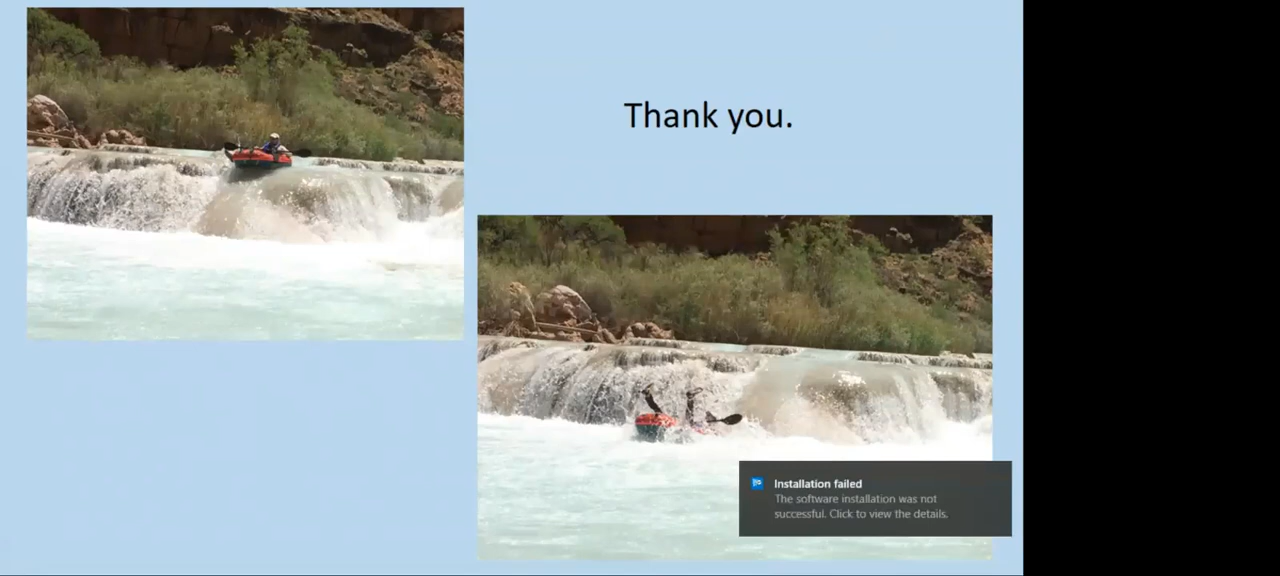 Thank you.
Installation failed
The software installation was not
successful. Click to view the details.